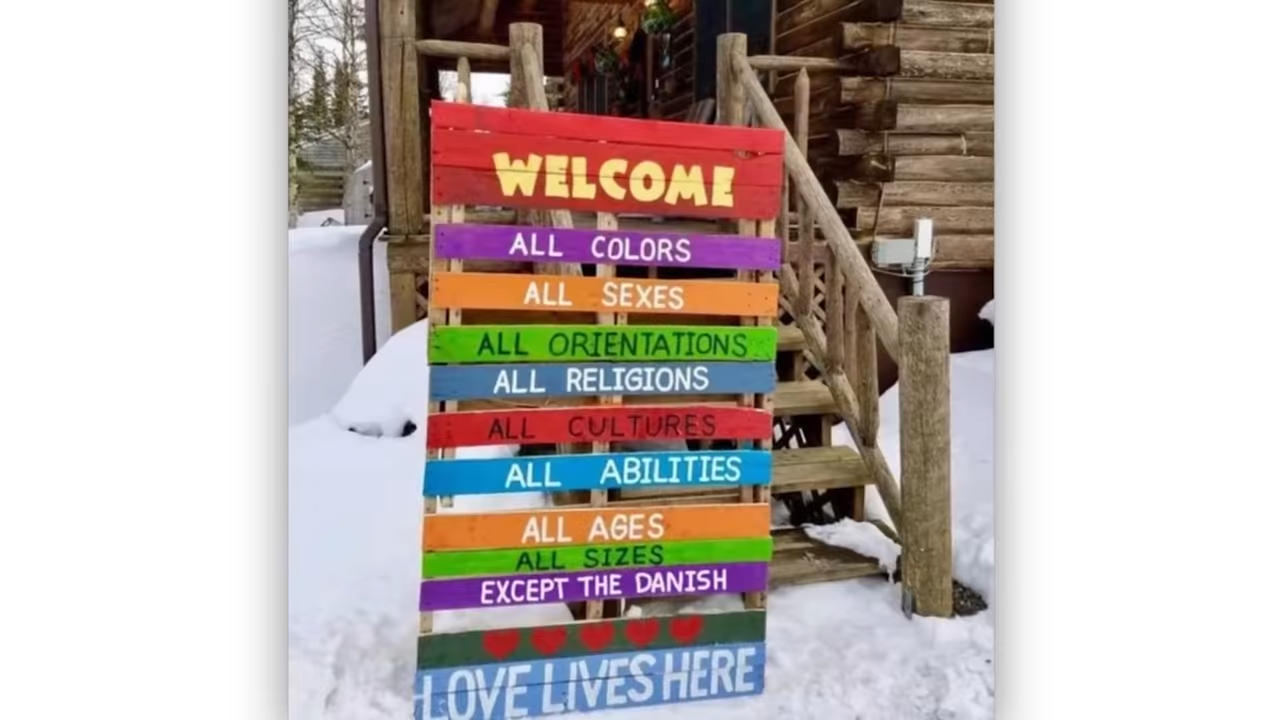 WELCOME
ALL COLORS
ALL SEXES
ALL ORIENTATIONS
ALL RELIGIONS
ALL CULTURES
ALL ABILITIES
ALL AGES
ALL SIZES
EXCEPT THE DANISH
LOVE LIVES HERE